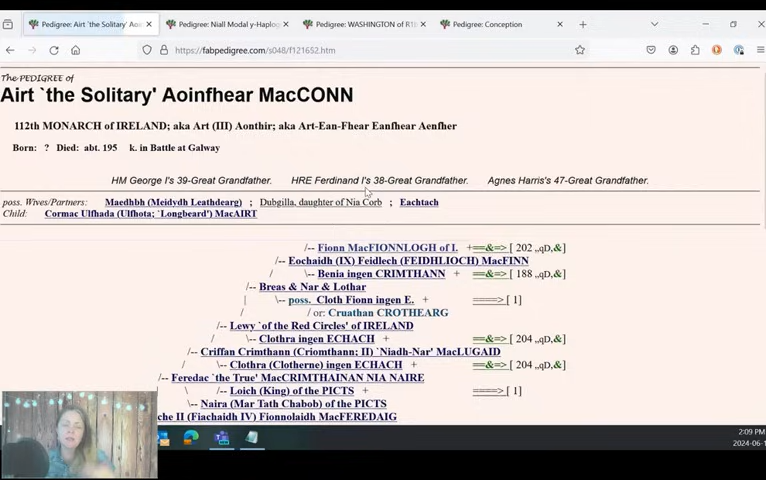 Pedigree: Airt `the Solitary' Aoi
Pedigree: Niall Modal y-Haplog
Pedigree: WASHINGTON of R1b
Pedigree: Conception
https://fabpedigree.com/s048/f121652.htm
The PEDIGREE of
Airt `the Solitary' Aoinfhear MacCONN
112th MONARCH of IRELAND; aka Art (III) Aonthir; aka Art-Ean-Fhear Eanfhear Aenfher
Born: ? Died: abt. 195 k. in Battle at Galway
HM George I's 39-Great Grandfather. HRE Ferdinand I's 38-Great Grandfather. Agnes Harris's 47-Great Grandfather.
poss. Wives/Partners: Maedhbh (Meidydh Leathdearg) ; Dubgilla, daughter of Nia Corb ; Eachtach
Child: Cormac Ulfhada (Ulfhota; `Longbeard') MacAIRT
/-- Fionn MacFIONNLOGH of I. +==&=> [ 202 ,,qD,&]
/-- Eochaidh (IX) Feidlech (FEIDHLIOCH) MacFINN
/ \-- Benia ingen CRIMTHANN + ==&=> [ 188 ,,qD,&]
/-- Breas & Nar & Lothar
| \-- poss. Cloth Fionn ingen E. + ====> [ 1]
/ / or: Cruathan CROTHEARG
/-- Lewy `of the Red Circles' of IRELAND
/ \-- Clothra ingen ECHACH + ==&=> [ 204 ,,qD,&]
/-- Criffan Crimthann (Criomthann; II) `Niadh-Nar' MacLUGAID
/ \-- Clothra (Clotherne) ingen ECHACH + ==&=> [ 204 ,,qD,&]
/-- Feredac `the True' MacCRIMTHAINAN NIA NAIRE
\ /-- Loich (King) of the PICTS + ====> [ 1]
\-- Naira (Mar Tath Chabob) of the PICTS
che II (Fiachaidh IV) Fionnolaidh MacFEREDAIG
2:09 PM